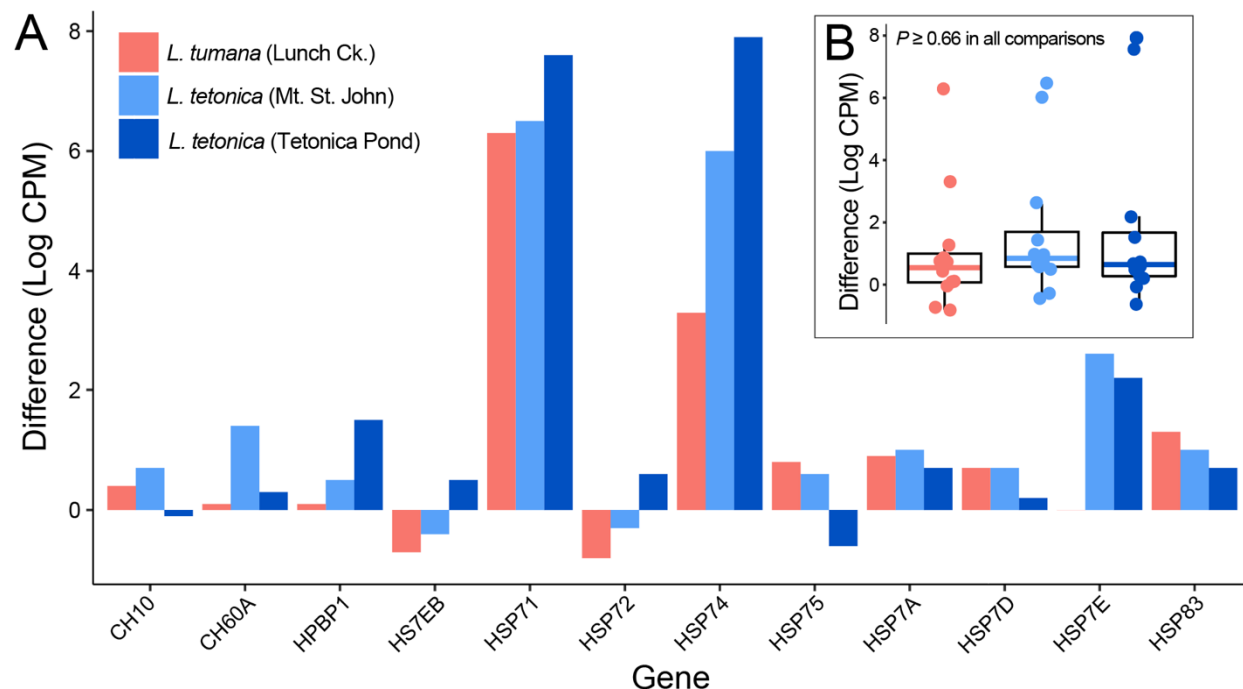 A
L. tumana (Lunch Ck.)
L. tetonica (Mt. St. John)
L. tetonica (Tetonica Pond)
Difference (Log CPM)
8
6
4
2
0
CH10
CH60A
HPBP1
HS7EB
HSP71
HSP72
HSP74
HSP75
HSP7A
HSP7D
HSP7E
HSP83
Gene
B
P ≥ 0.66 in all comparisons
Difference (Log CPM)
8
6
4
2
0